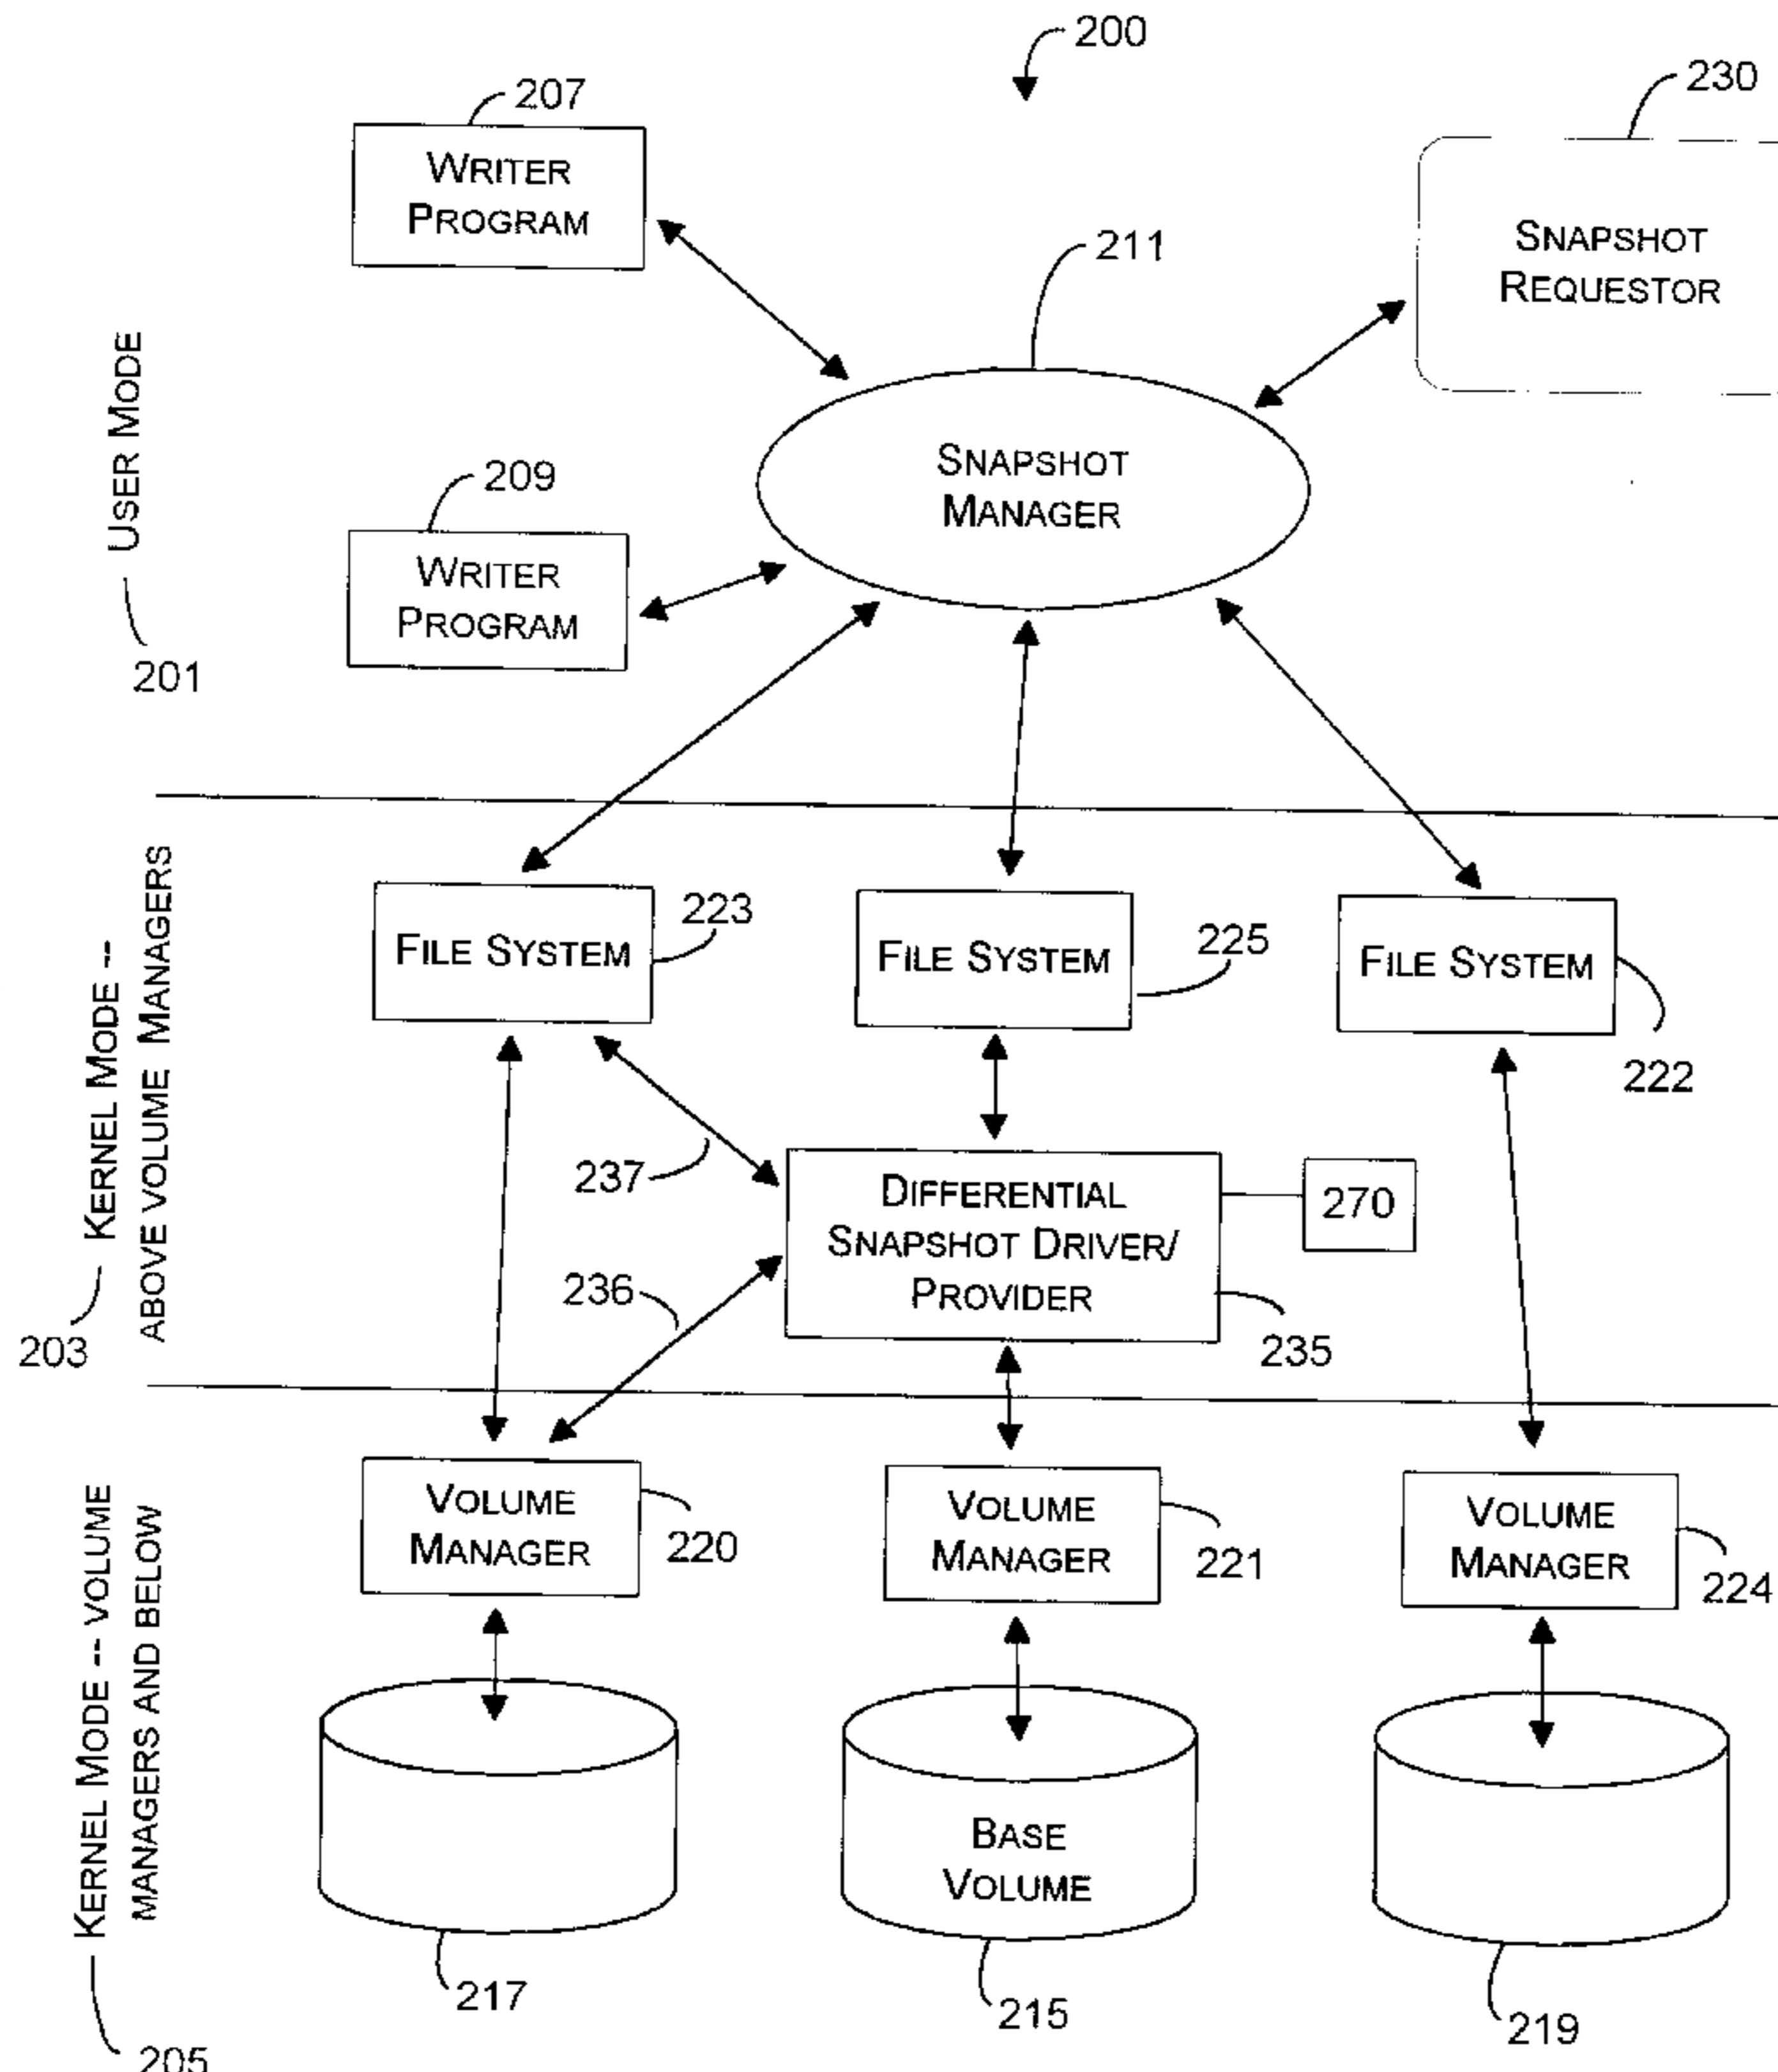 200
207
230
WRITER
PROGRAM
211
SNAPSHOT
REQUESTOR
USER MODE
201
SNAPSHOT
MANAGER
209
WRITER
PROGRAM
KERNEL MODE --
ABOVE VOLUME MANAGERS
203
FILE SYSTEM
223
FILE SYSTEM
225
FILE SYSTEM
222
237
DIFFERENTIAL
SNAPSHOT DRIVER/
PROVIDER
270
236
235
KERNEL MODE -- VOLUME
MANAGERS AND BELOW
205
VOLUME
MANAGER
220
VOLUME
MANAGER
221
VOLUME
MANAGER
224
BASE
VOLUME
217
215
219